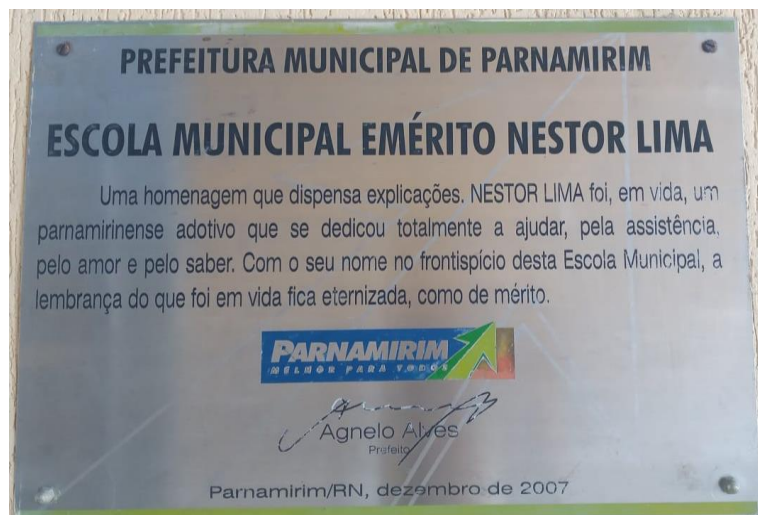 PREFEITURA MUNICIPAL DE PARNAMIRIM
ESCOLA MUNICIPAL EMÉRITO NESTOR LIMA
Uma homenagem que dispensa explicações. NESTOR LIMA foi, em vida, um
parnamirinense adotivo que se dedicou totalmente a ajudar, pela assistência,
pelo amor e pelo saber. Com o seu nome no frontispício desta Escola Municipal, a
lembrança do que foi em vida fica eternizada, como de mérito.
PARNAMIRIM
MELHOR PARA TODOS
Agnelo Alves
Prefeito
Parnamirim/RN, dezembro de 2007